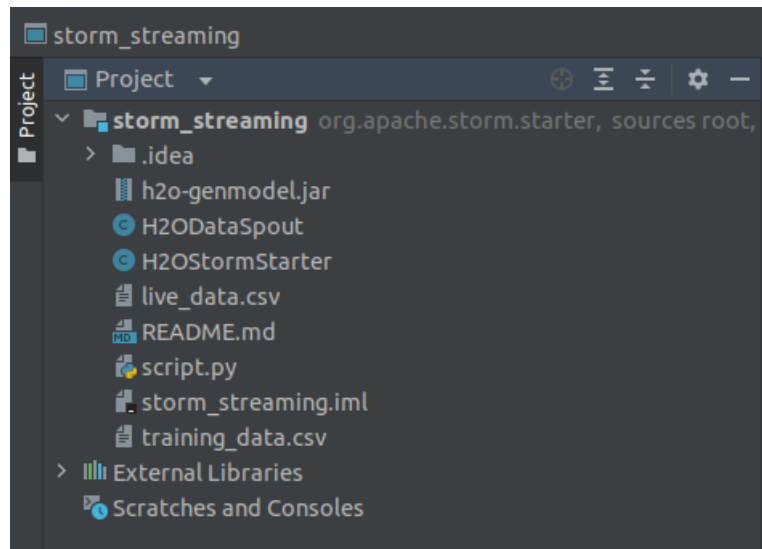 storm_streaming
Project
Project
storm_streaming org.apache.storm.starter, sources root,
.idea
h2o-genmodel.jar
H2ODataSpout
H2OStormStarter
live_data.csv
README.md
script.py
storm_streaming.iml
training_data.csv
External Libraries
Scratches and Consoles
C
C
MD